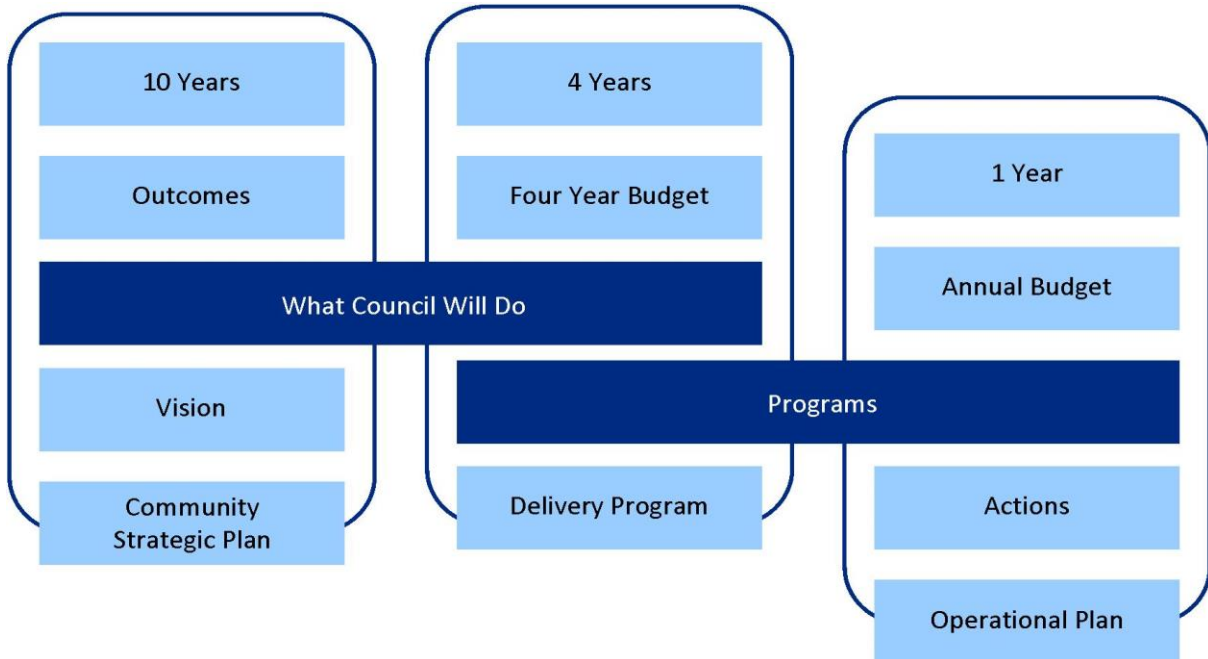 10 Years
Outcomes
What Council Will Do
Vision
Community
Strategic Plan
4 Years
Four Year Budget
Programs
Delivery Program
1 Year
Annual Budget
Actions
Operational Plan